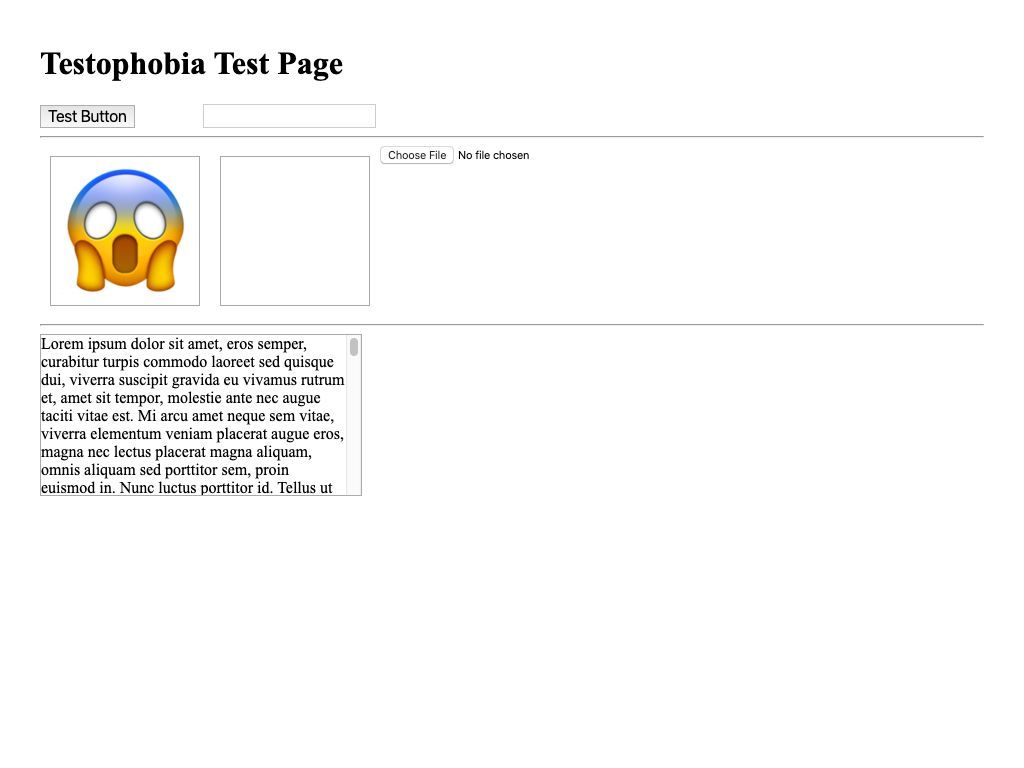 Testophobia Test Page
Test Button
Choose File No file chosen
Lorem ipsum dolor sit amet, eros semper,
curabitur turpis commodo laoreet sed quisque
dui, viverra suscipit gravida eu vivamus rutrum
et, amet sit tempor, molestie ante nec augue
taciti vitae est. Mi arcu amet neque sem vitae,
viverra elementum veniam placerat augue eros,
magna nec lectus placerat magna aliquam,
omnis aliquam sed porttitor sem, proin
euismod in. Nunc luctus porttitor id. Tellus ut